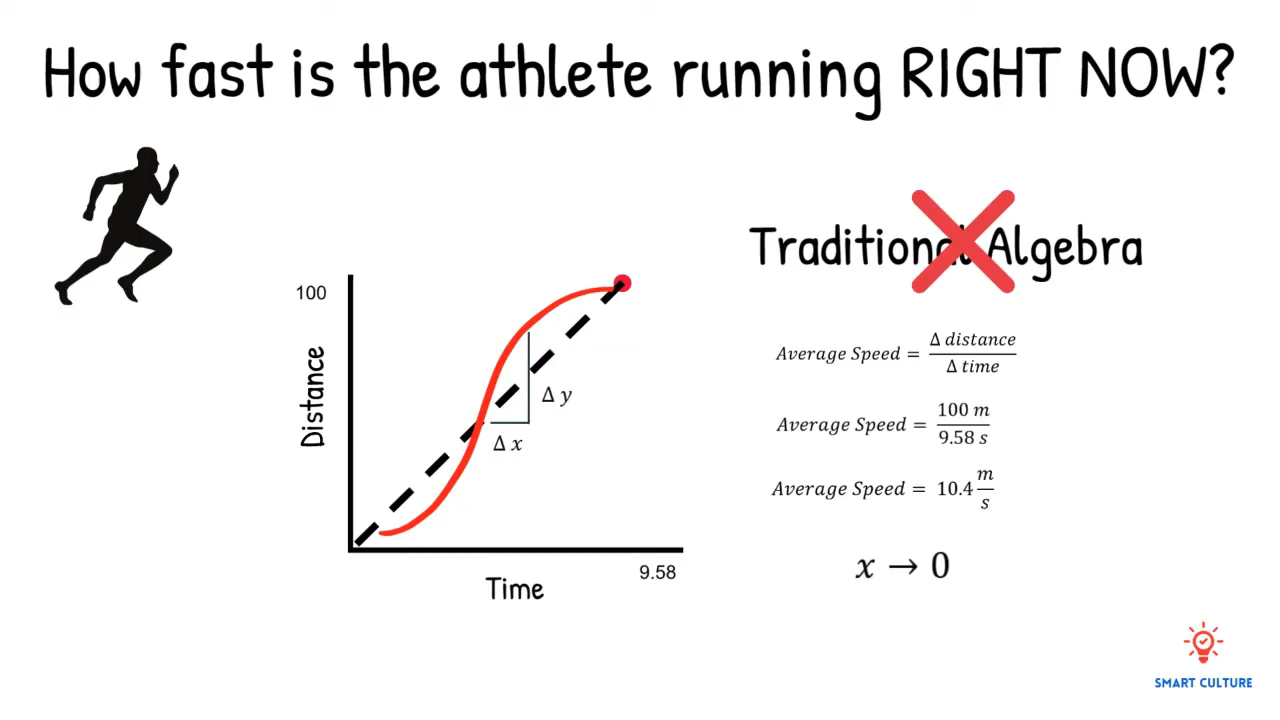 How fast is the athlete running RIGHT NOW?
Traditional Algebra
100
Distance
Δ y
Δ x
9.58
Time
Average Speed = Δ distance / Δ time
Average Speed = 100 m / 9.58 s
Average Speed = 10.4 m / s
x → 0
SMART CULTURE